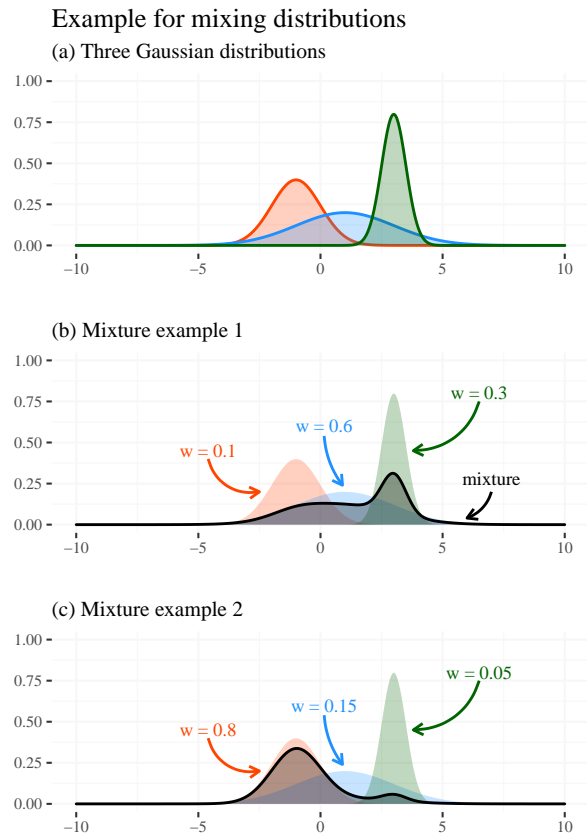 Example for mixing distributions
(a) Three Gaussian distributions
1.00
0.75
0.50
0.25
0.00
−10 −5 0 5 10
(b) Mixture example 1
1.00
0.75
w = 0.3
w = 0.6
0.50
w = 0.1
mixture
0.25
0.00
−10 −5 0 5 10
(c) Mixture example 2
1.00
w = 0.05
0.75
w = 0.15
0.50
w = 0.8
0.25
0.00
−10 −5 0 5 10